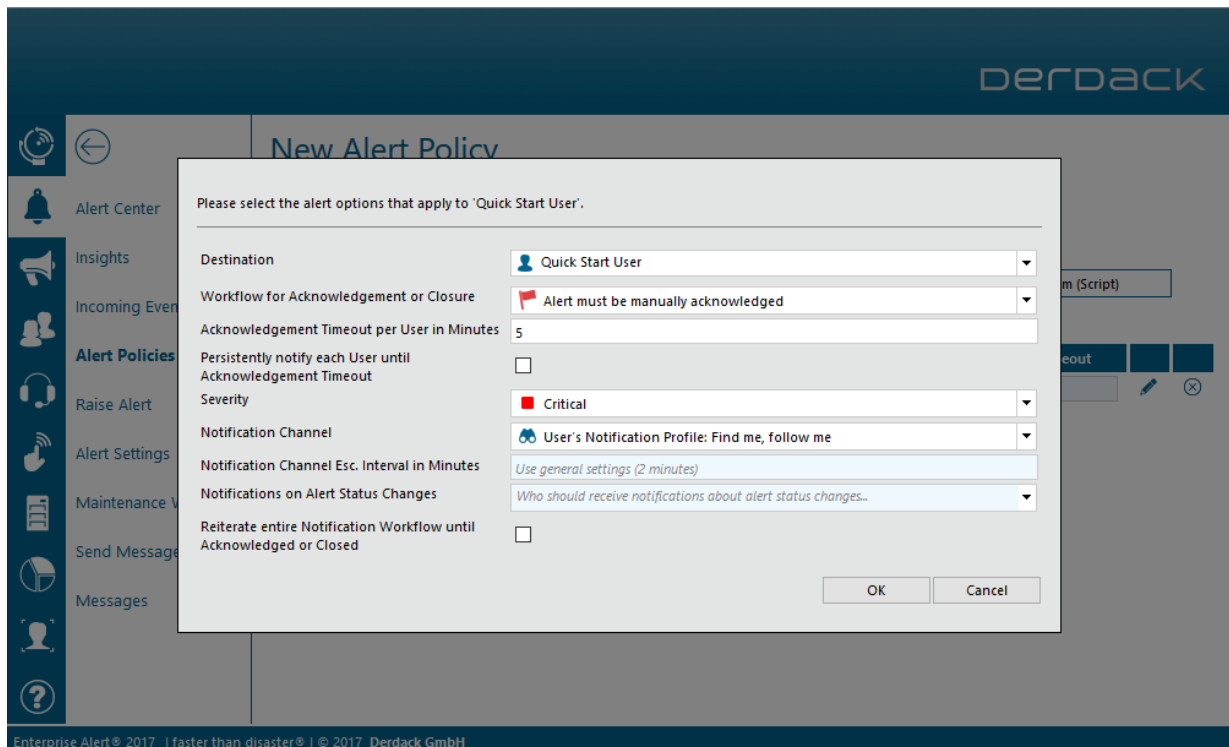 DERDACK
New Alert Policy
Alert Center
Insights
Incoming Even
Alert Policies
Raise Alert
Alert Settings
Maintenance
Send Message
Messages
Please select the alert options that apply to 'Quick Start User'.
Destination
Quick Start User
Workflow for Acknowledgement or Closure
Alert must be manually acknowledged
Acknowledgement Timeout per User in Minutes
5
Persistently notify each User until
Acknowledgement Timeout
Severity
Critical
Notification Channel
User's Notification Profile: Find me, follow me
Notification Channel Esc. Interval in Minutes
Use general settings (2 minutes)
Notifications on Alert Status Changes
Who should receive notifications about alert status changes...
Reiterate entire Notification Workflow until
Acknowledged or Closed
OK
Cancel
m (Script)
eout
Enterprise Alert® 2017 | faster than disaster® | © 2017 Derdack GmbH